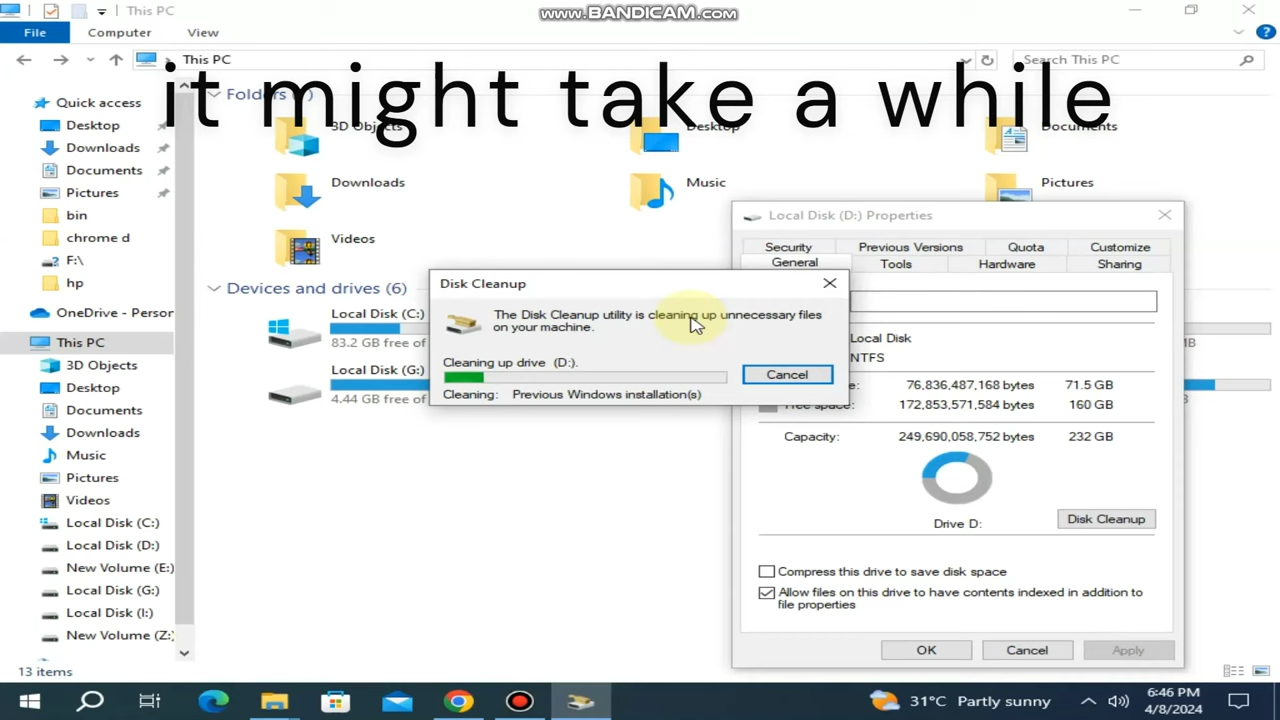 This PC
www.BANDICAM.com
File
Computer
View
This PC
Search This PC
it might take a while
Quick access
Desktop
Downloads
Documents
Pictures
bin
chrome d
F:\
hp
OneDrive - Person
This PC
3D Objects
Desktop
Documents
Downloads
Music
Pictures
Videos
Local Disk (C:)
Local Disk (D:)
New Volume (E:)
Local Disk (G:)
Local Disk (I:)
New Volume (Z:)
13 items
Folders
3D Objects
Desktop
Documents
Downloads
Music
Pictures
Videos
Devices and drives (6)
Local Disk (C:)
83.2 GB free of
Local Disk (G:)
4.44 GB free of
MB
Disk Cleanup
The Disk Cleanup utility is cleaning up unnecessary files
on your machine.
Cleaning up drive (D:).
Cancel
Cleaning: Previous Windows installation(s)
Local Disk (D:) Properties
Security
Previous Versions
Quota
Customize
General
Tools
Hardware
Sharing
Local Disk
NTFS
76,836,487,168 bytes 71.5 GB
Free space: 172,853,571,584 bytes 160 GB
Capacity: 249,690,058,752 bytes 232 GB
Drive D:
Disk Cleanup
Compress this drive to save disk space
Allow files on this drive to have contents indexed in addition to
file properties
OK
Cancel
Apply
31°C Partly sunny
6:46 PM
4/8/2024